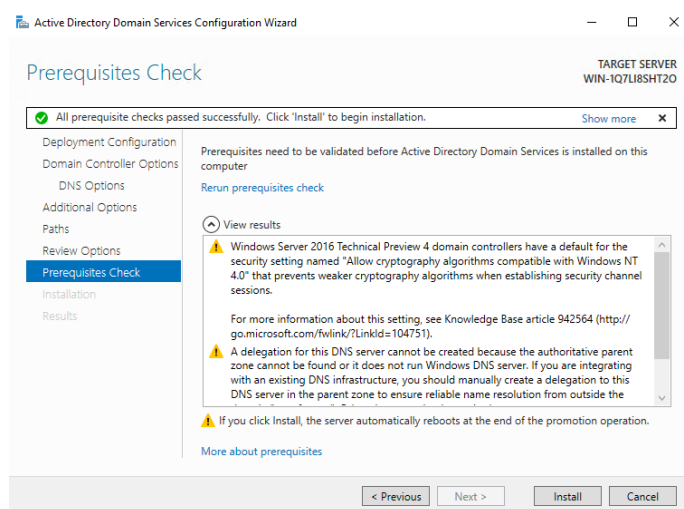 Active Directory Domain Services Configuration Wizard
Prerequisites Check
TARGET SERVER
WIN-1Q7LI8SHT2O
All prerequisite checks passed successfully. Click 'Install' to begin installation.
Show more
Deployment Configuration
Domain Controller Options
DNS Options
Additional Options
Paths
Review Options
Prerequisites Check
Installation
Results
Prerequisites need to be validated before Active Directory Domain Services is installed on this
computer
Rerun prerequisites check
View results
Windows Server 2016 Technical Preview 4 domain controllers have a default for the
security setting named "Allow cryptography algorithms compatible with Windows NT
4.0" that prevents weaker cryptography algorithms when establishing security channel
sessions.
For more information about this setting, see Knowledge Base article 942564 (http://
go.microsoft.com/fwlink/?LinkId=104751).
A delegation for this DNS server cannot be created because the authoritative parent
zone cannot be found or it does not run Windows DNS server. If you are integrating
with an existing DNS infrastructure, you should manually create a delegation to this
DNS server in the parent zone to ensure reliable name resolution from outside the
If you click Install, the server automatically reboots at the end of the promotion operation.
More about prerequisites
< Previous
Next >
Install
Cancel